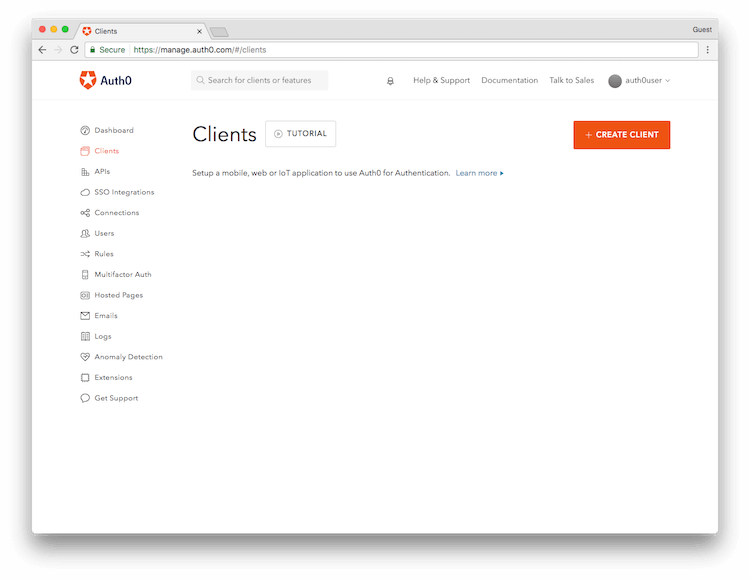 Clients
Guest
Secure https://manage.auth0.com/#/clients
Auth0
Search for clients or features
Help & Support
Documentation
Talk to Sales
auth0user
Dashboard
Clients
APIs
SSO Integrations
Connections
Users
Rules
Multifactor Auth
Hosted Pages
Emails
Logs
Anomaly Detection
Extensions
Get Support
Clients
TUTORIAL
+ CREATE CLIENT
Setup a mobile, web or IoT application to use Auth0 for Authentication. Learn more